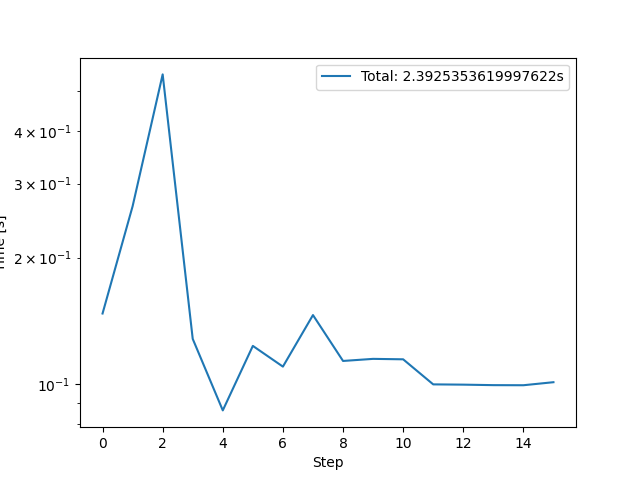 Total: 2.3925353619997622s
4 × 10⁻¹
3 × 10⁻¹
2 × 10⁻¹
10⁻¹
Time [s]
0 2 4 6 8 10 12 14
Step